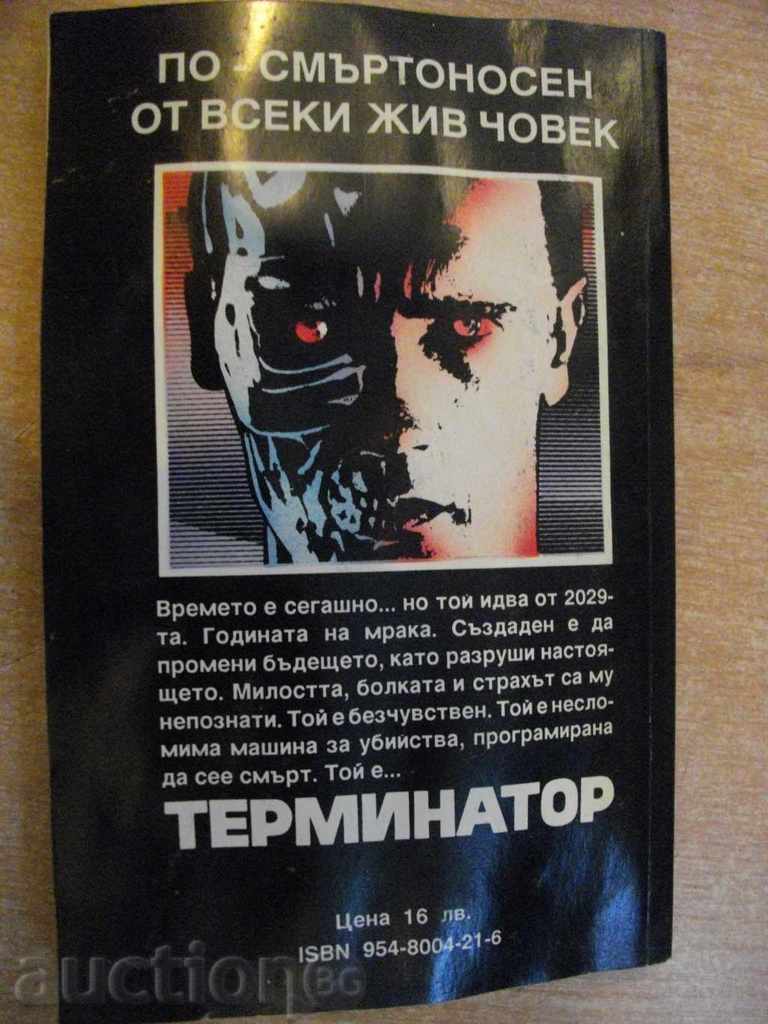 ПО - СМЪРТОНОСЕН
ОТ ВСЕКИ ЖИВ ЧОВЕК
Времето е сегашно... но той идва от 2029-
та. Годината на мрака. Създаден е да
промени бъдещето, като разруши настоя-
щето. Милостта, болката и страхът са му
непознати. Той е безчувствен. Той е несло-
мима машина за убийства, програмирана
да сее смърт. Той е...
ТЕРМИНАТОР
Цена 16 лв.
ISBN 954-8004-21-6
auctionBG